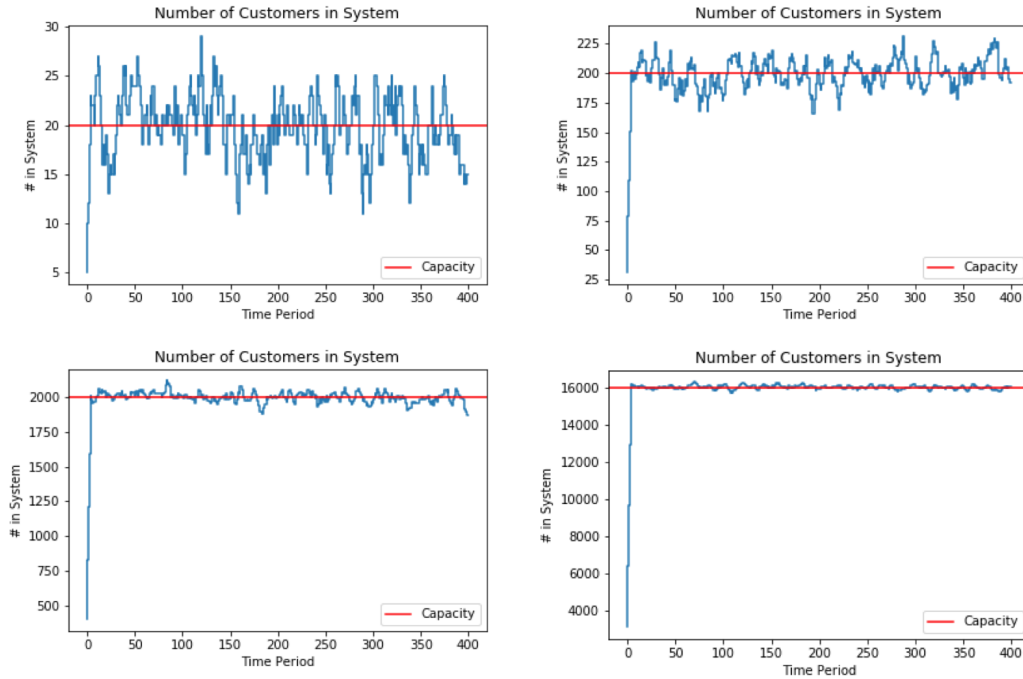 Number of Customers in System
30
25
20
15
10
5
# in System
Capacity
0 50 100 150 200 250 300 350 400
Time Period
Number of Customers in System
225
200
175
150
125
100
75
50
25
# in System
Capacity
0 50 100 150 200 250 300 350 400
Time Period
Number of Customers in System
2000
1750
1500
1250
1000
750
500
# in System
Capacity
0 50 100 150 200 250 300 350 400
Time Period
Number of Customers in System
16000
14000
12000
10000
8000
6000
4000
# in System
Capacity
0 50 100 150 200 250 300 350 400
Time Period